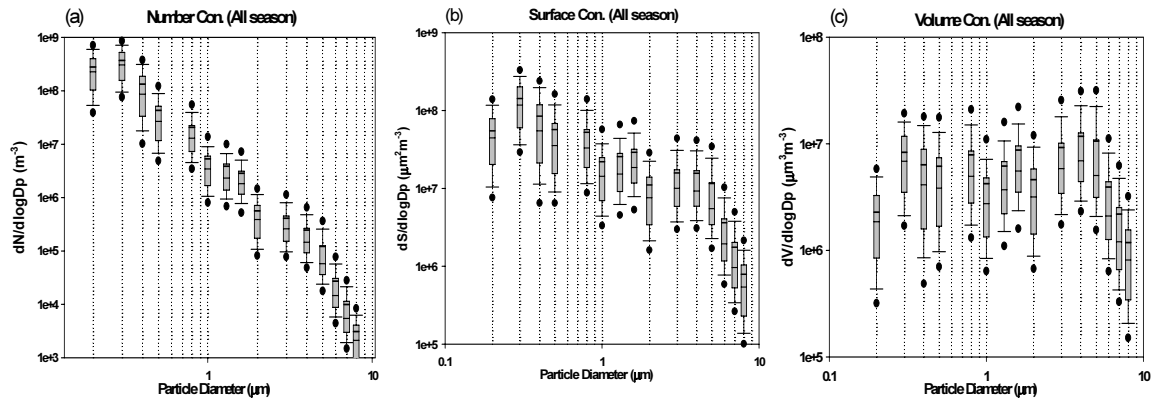 (a) Number Con. (All season)
1e+9
1e+8
1e+7
1e+6
1e+5
1e+4
1e+3
dN/dlogDp (m-3)
1 10
Particle Diameter (µm)
(b) Surface Con. (All season)
1e+9
1e+8
1e+7
1e+6
1e+5
dS/dlogDp (µm²m-3)
0.1 1 10
Particle Diameter (µm)
(c) Volume Con. (All season)
1e+8
1e+7
1e+6
1e+5
dV/dlogDp (µm³m-3)
0.1 1 10
Particle Diameter (µm)